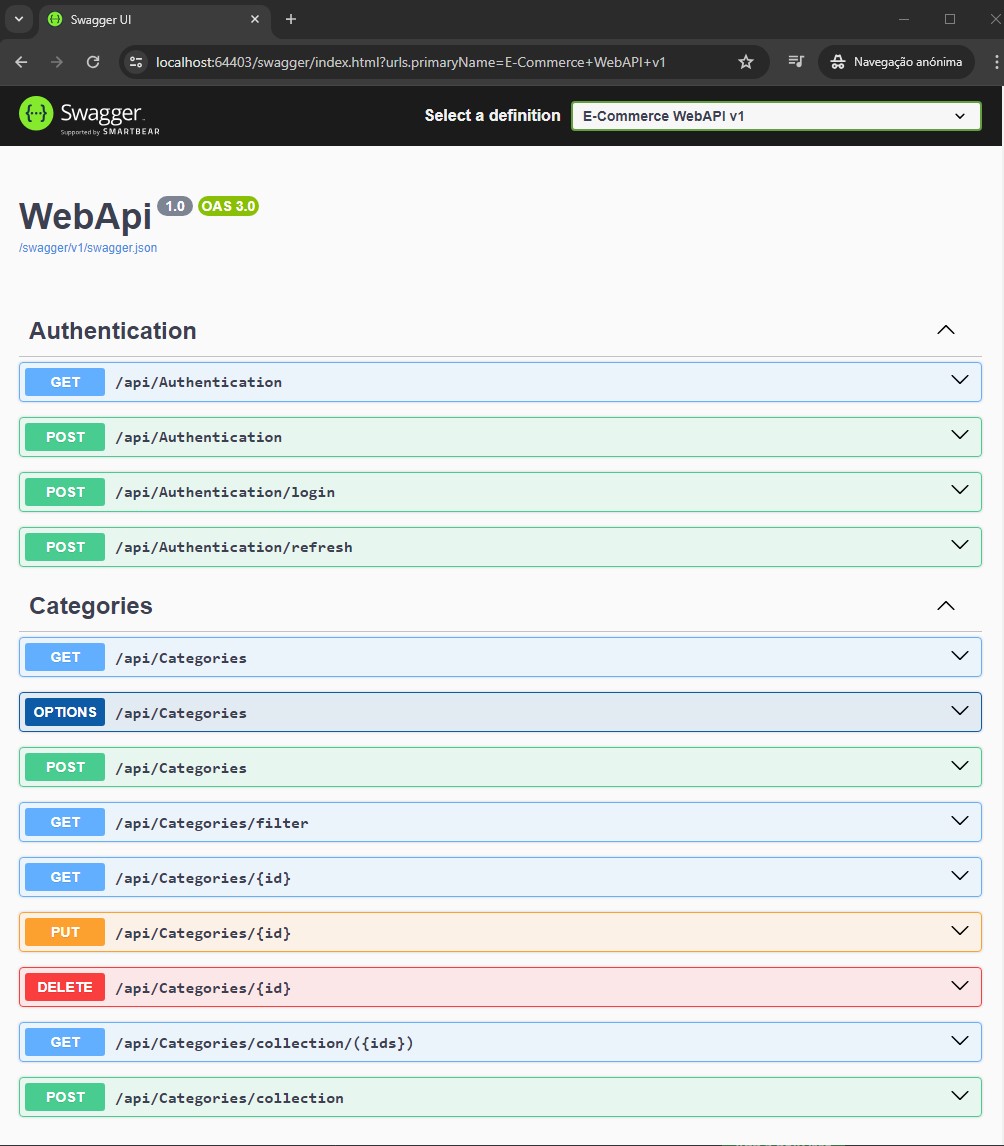 Swagger UI
localhost:64403/swagger/index.html?urls.primaryName=E-Commerce+WebAPI+v1
Navegação anónima
Swagger
Supported by SMARTBEAR
Select a definition
E-Commerce WebAPI v1
WebApi 1.0 OAS 3.0
/swagger/v1/swagger.json
Authentication
GET /api/Authentication
POST /api/Authentication
POST /api/Authentication/login
POST /api/Authentication/refresh
Categories
GET /api/Categories
OPTIONS /api/Categories
POST /api/Categories
GET /api/Categories/filter
GET /api/Categories/{id}
PUT /api/Categories/{id}
DELETE /api/Categories/{id}
GET /api/Categories/collection/({ids})
POST /api/Categories/collection